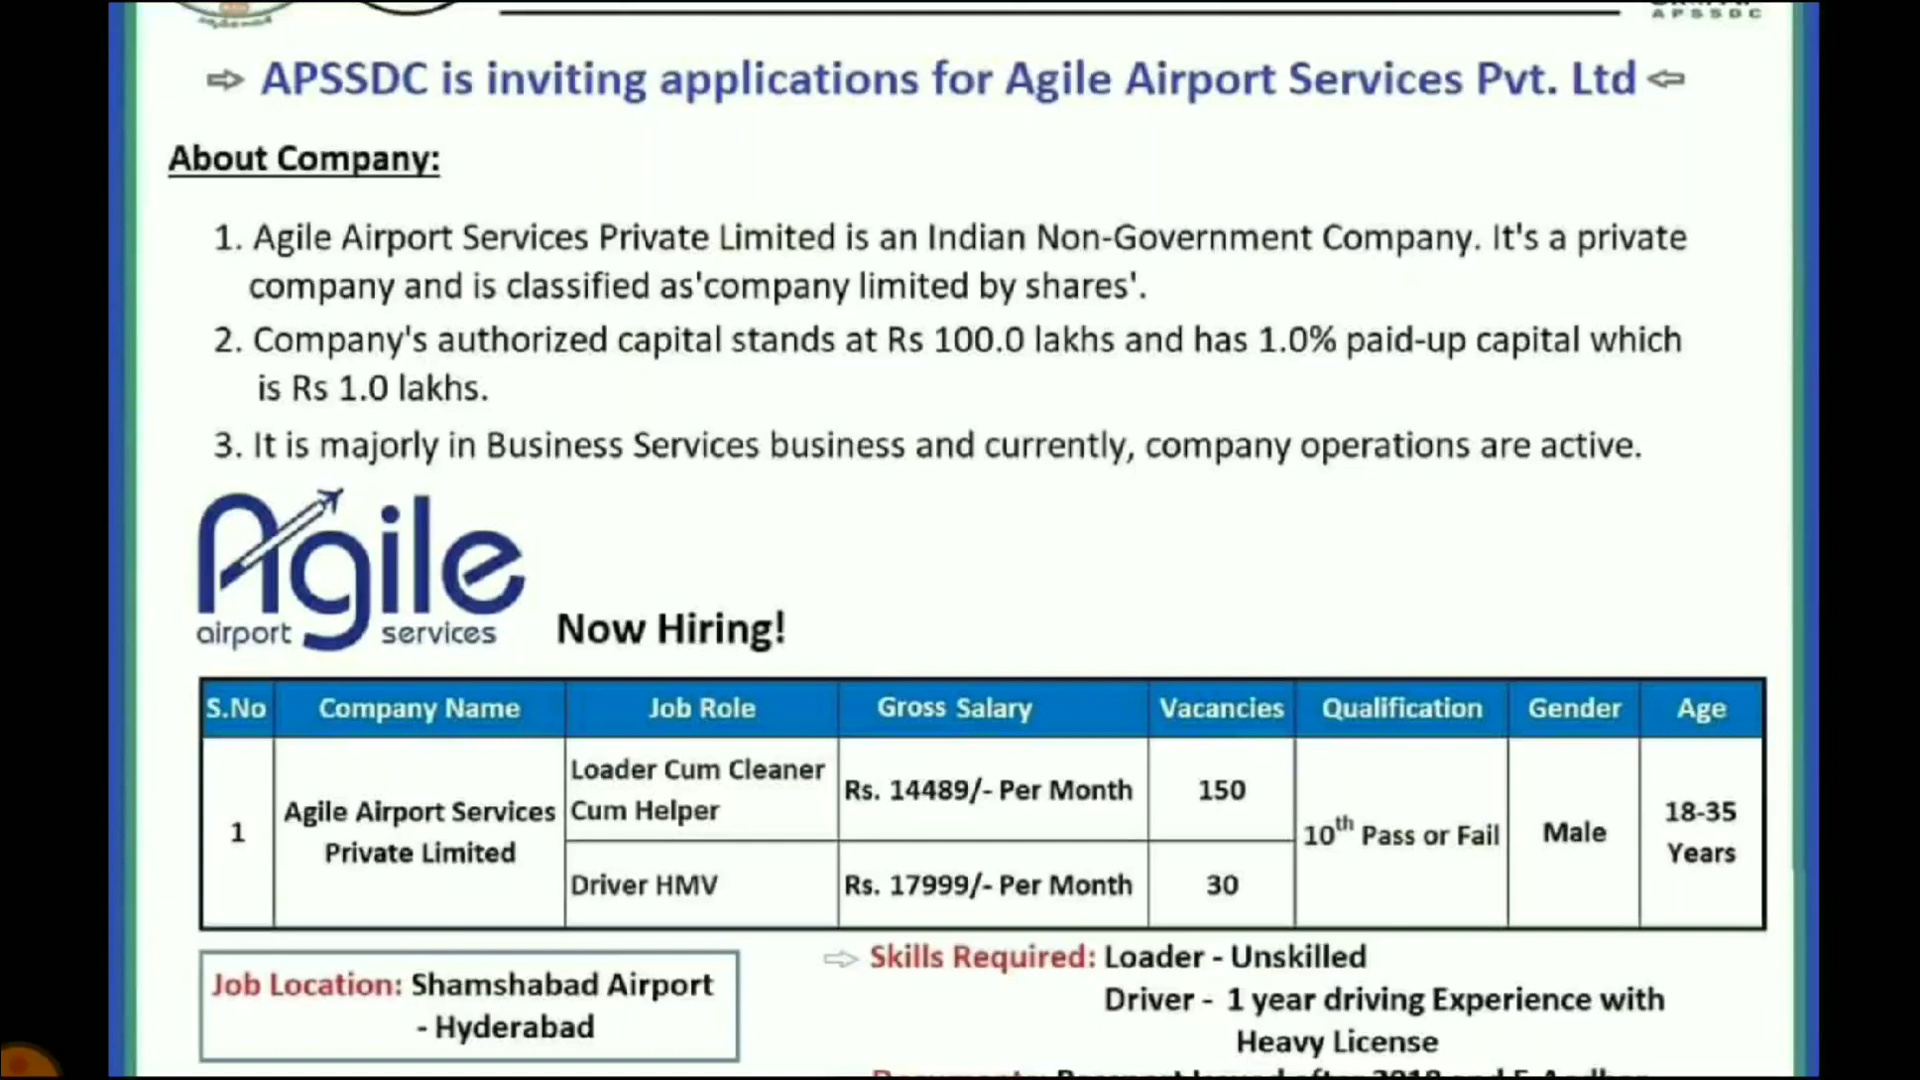 APSSDC
⇨ APSSDC is inviting applications for Agile Airport Services Pvt. Ltd ⇦
About Company:
1. Agile Airport Services Private Limited is an Indian Non-Government Company. It's a private
company and is classified as'company limited by shares'.
2. Company's authorized capital stands at Rs 100.0 lakhs and has 1.0% paid-up capital which
is Rs 1.0 lakhs.
3. It is majorly in Business Services business and currently, company operations are active.
Agile
airport services
Now Hiring!
S.No Company Name Job Role Gross Salary Vacancies Qualification Gender Age
1 Agile Airport Services Private Limited Loader Cum Cleaner Cum Helper Rs. 14489/- Per Month 150 10th Pass or Fail Male 18-35 Years
Driver HMV Rs. 17999/- Per Month 30
Job Location: Shamshabad Airport
- Hyderabad
⇨ Skills Required: Loader - Unskilled
Driver - 1 year driving Experience with
Heavy License